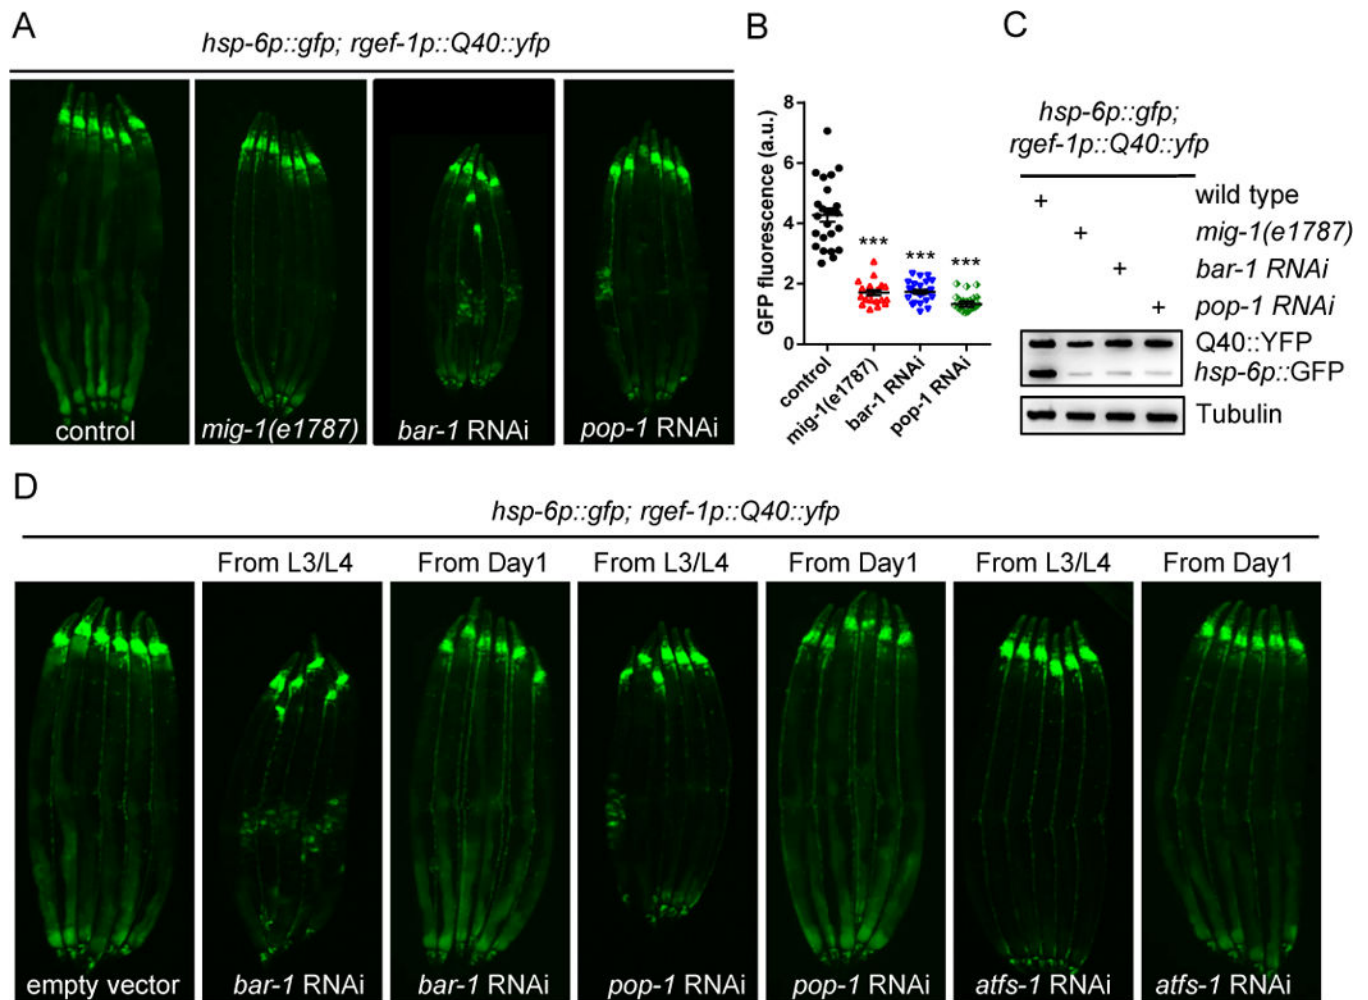 A
hsp-6p::gfp; rgef-1p::Q40::yfp
control
mig-1(e1787)
bar-1 RNAi
pop-1 RNAi
B
GFP fluorescence (a.u.)
8
6
4
2
0
***
***
***
control
mig-1(e1787)
bar-1 RNAi
pop-1 RNAi
C
hsp-6p::gfp;
rgef-1p::Q40::yfp
+ wild type
+ mig-1(e1787)
+ bar-1 RNAi
+ pop-1 RNAi
Q40::YFP
hsp-6p::GFP
Tubulin
D
hsp-6p::gfp; rgef-1p::Q40::yfp
From L3/L4
From Day1
From L3/L4
From Day1
From L3/L4
From Day1
empty vector
bar-1 RNAi
bar-1 RNAi
pop-1 RNAi
pop-1 RNAi
atfs-1 RNAi
atfs-1 RNAi